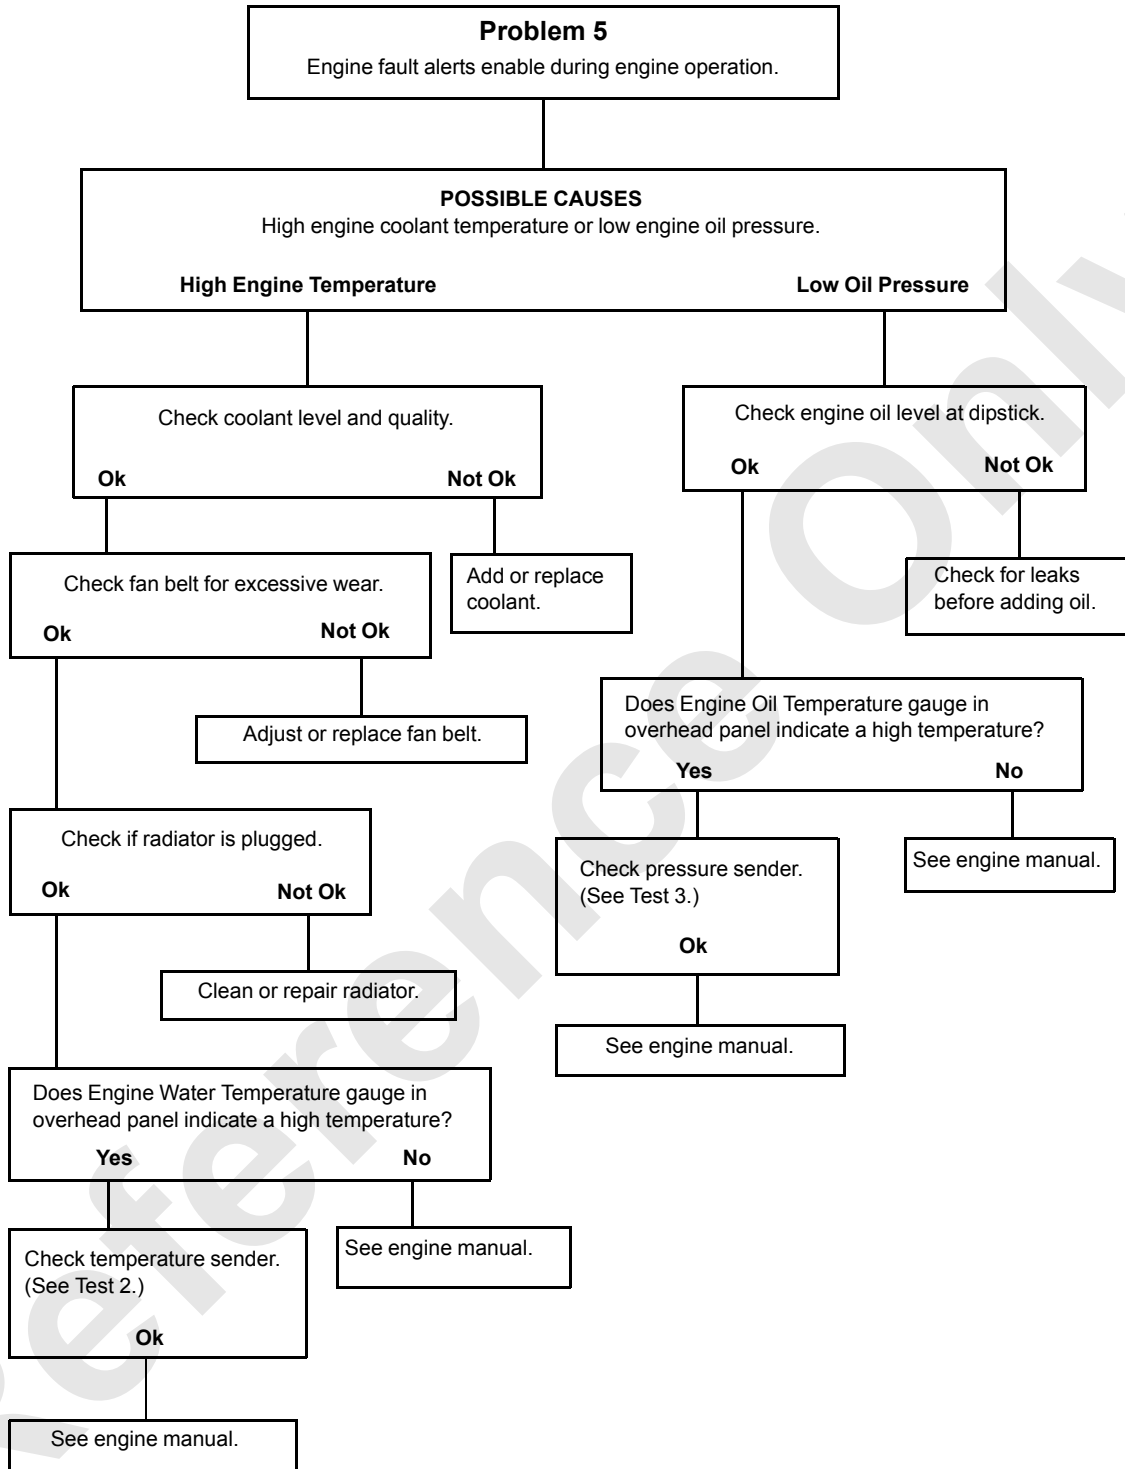 Problem 5
Engine fault alerts enable during engine operation.
POSSIBLE CAUSES
High engine coolant temperature or low engine oil pressure.
High Engine Temperature
Low Oil Pressure
Check coolant level and quality.
Ok
Not Ok
Check engine oil level at dipstick.
Ok
Not Ok
Check fan belt for excessive wear.
Ok
Not Ok
Add or replace
coolant.
Check for leaks
before adding oil.
Adjust or replace fan belt.
Does Engine Oil Temperature gauge in
overhead panel indicate a high temperature?
Yes
No
Check if radiator is plugged.
Ok
Not Ok
Check pressure sender.
(See Test 3.)
Ok
See engine manual.
Clean or repair radiator.
See engine manual.
Does Engine Water Temperature gauge in
overhead panel indicate a high temperature?
Yes
No
Check temperature sender.
(See Test 2.)
Ok
See engine manual.
See engine manual.
Reference Only